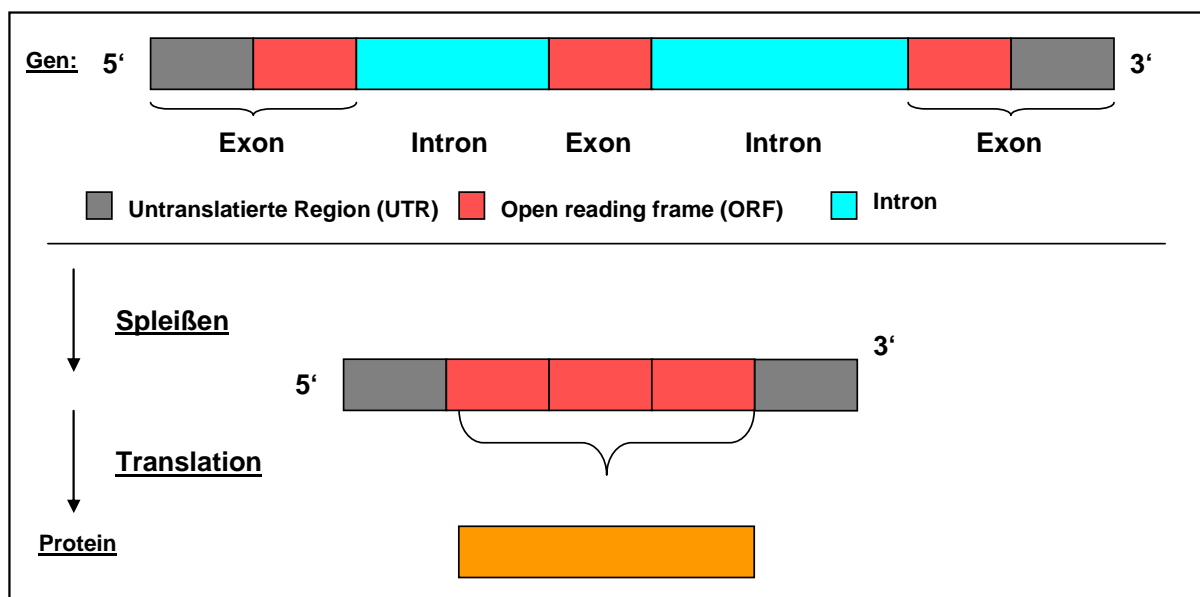 Gen: 5‘ 3‘
Exon Intron Exon Intron Exon
Untranslatierte Region (UTR) Open reading frame (ORF) Intron
Spleißen
3‘
5‘
Translation
Protein